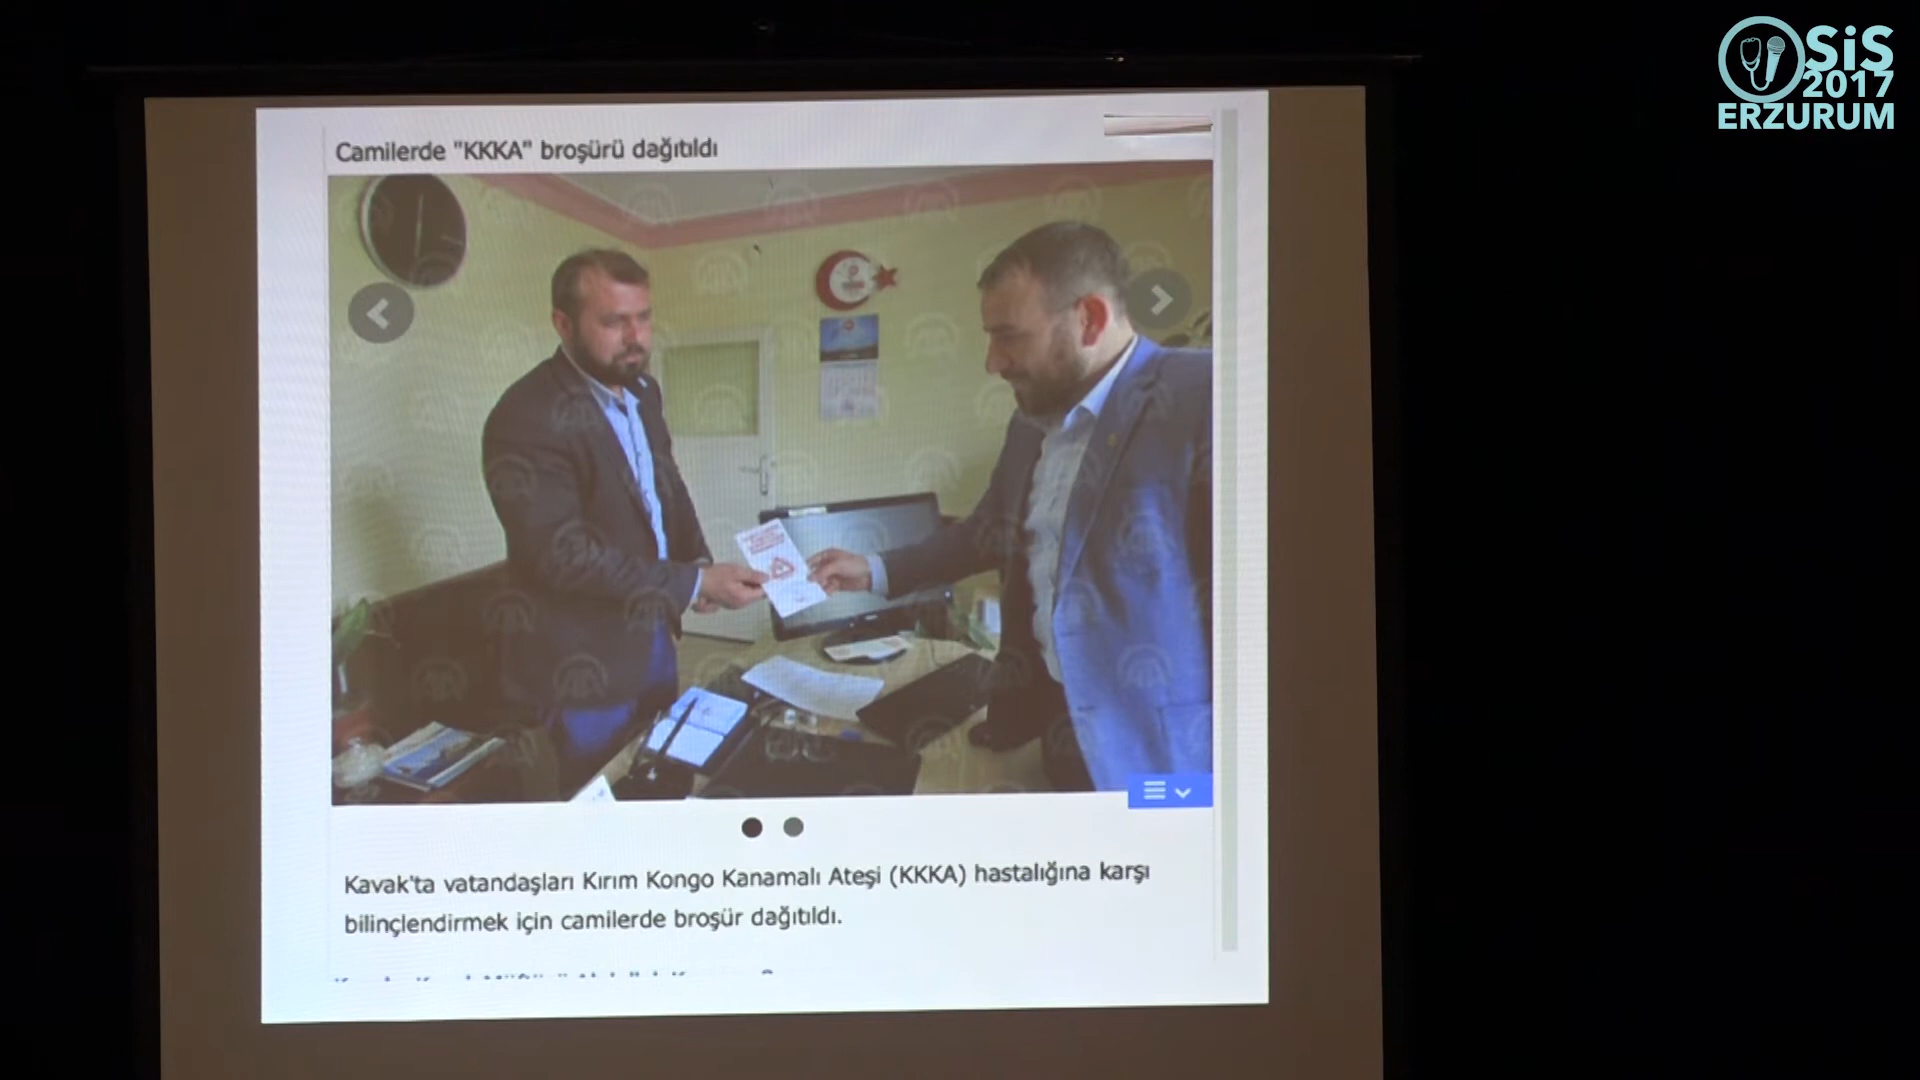 SiS
2017
ERZURUM
Camilerde "KKKA" broşürü dağıtıldı
Kavak'ta vatandaşları Kırım Kongo Kanamalı Ateşi (KKKA) hastalığına karşı
bilinçlendirmek için camilerde broşür dağıtıldı.